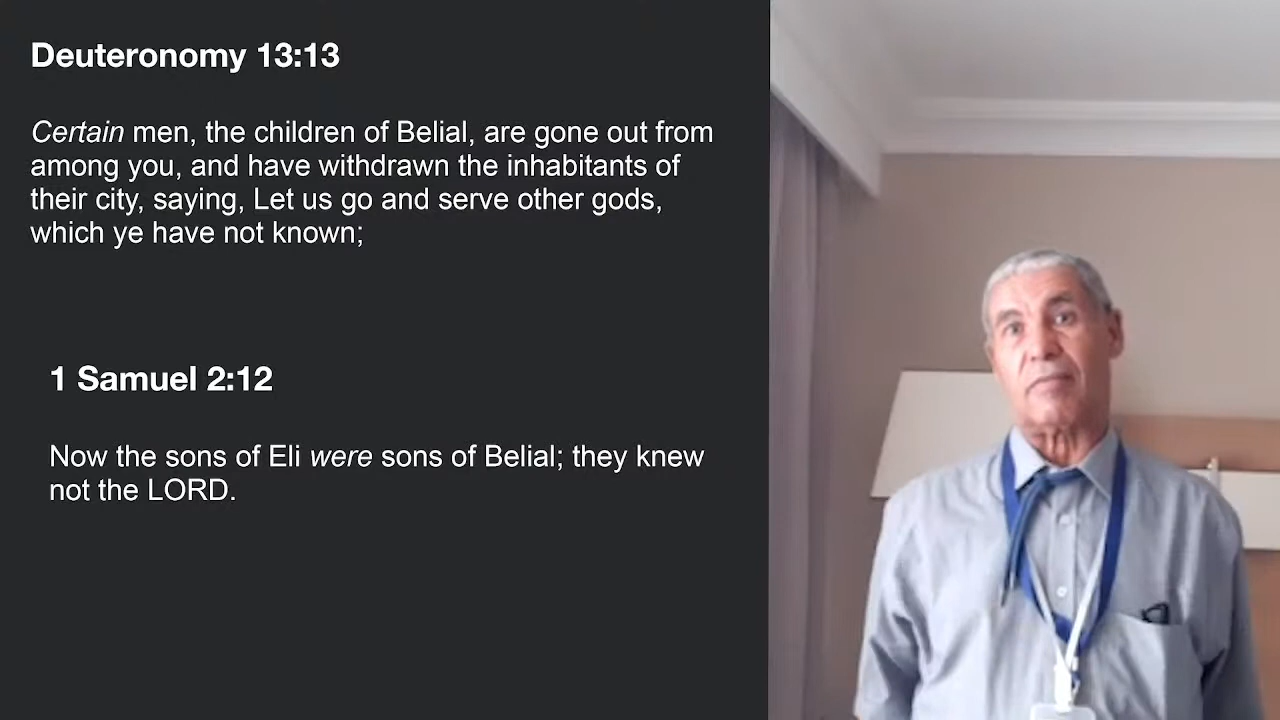 Deuteronomy 13:13
Certain men, the children of Belial, are gone out from
among you, and have withdrawn the inhabitants of
their city, saying, Let us go and serve other gods,
which ye have not known;
1 Samuel 2:12
Now the sons of Eli were sons of Belial; they knew
not the LORD.